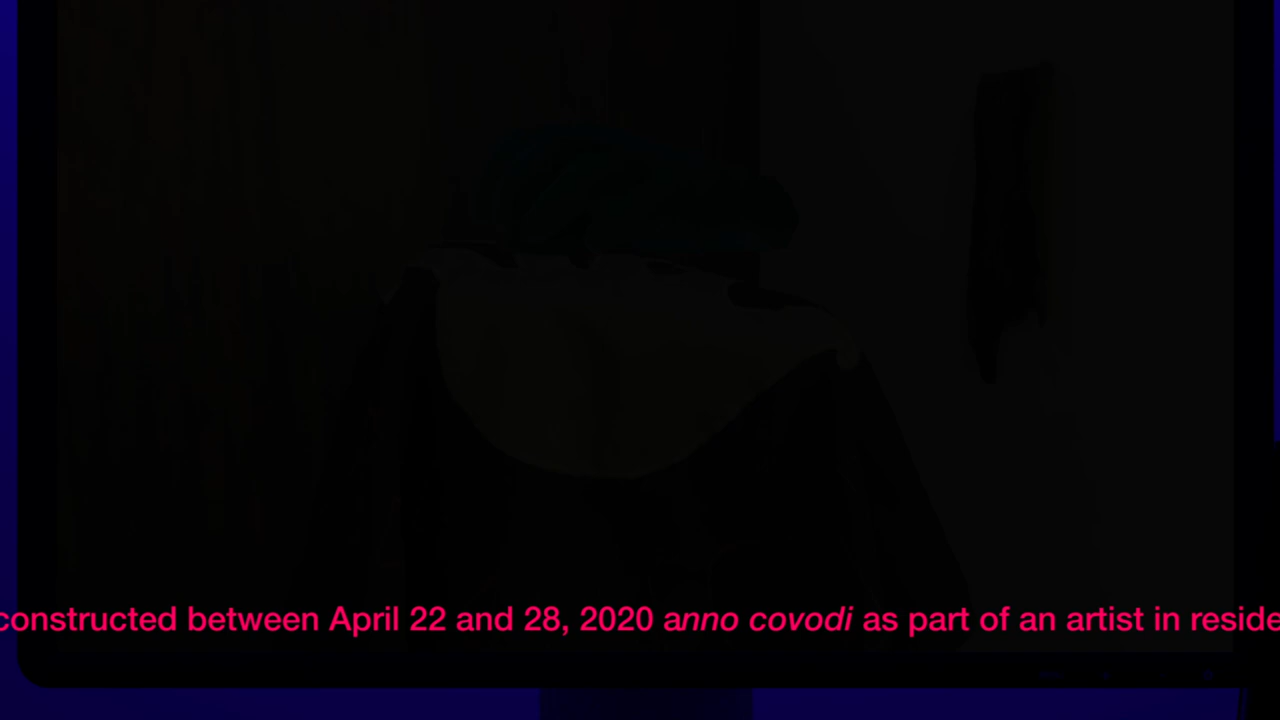 constructed between April 22 and 28, 2020 anno covodi as part of an artist in reside